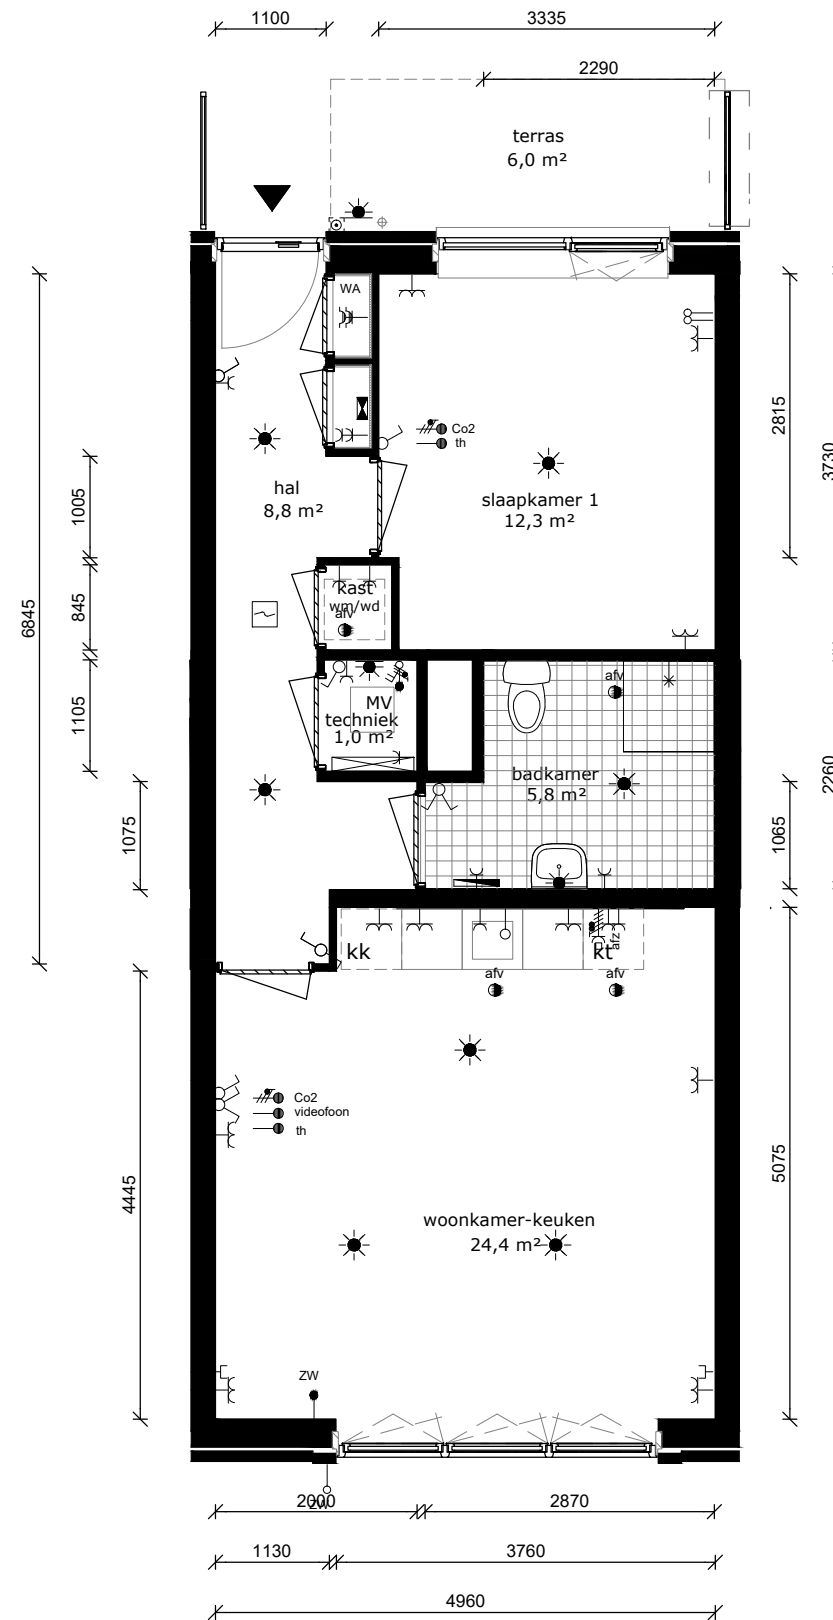 1100
3335
2290
terras
6,0 m²
WA
Co2
th
hal
8,8 m²
slaapkamer 1
12,3 m²
2815
3730
1005
845
6845
kast
wm/wd
afv
1105
MV
techniek
1,0 m²
afv
badkamer
5,8 m²
2260
1075
1065
kk
kt
afz
afv
afv
Co2
videofoon
th
5075
4445
woonkamer-keuken
24,4 m²
ZW
ZW
2000
2870
1130
3760
4960